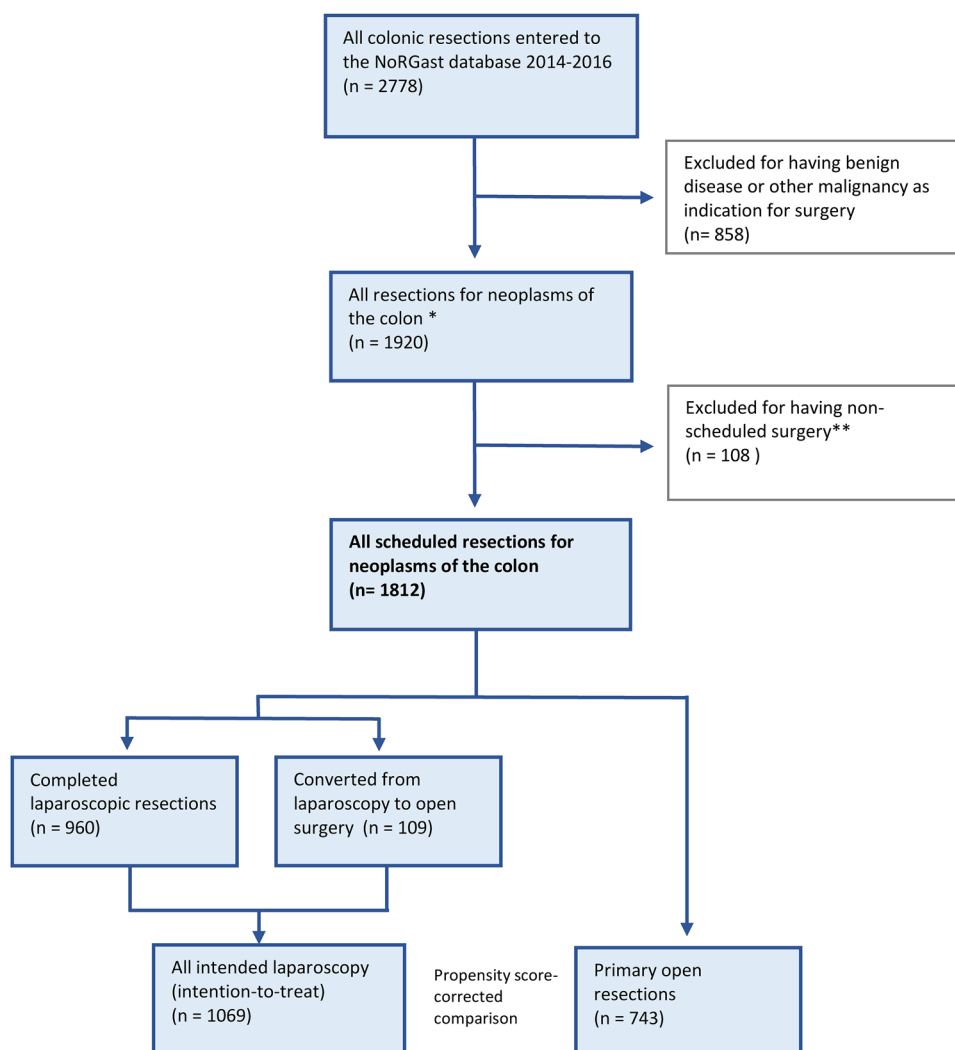 All colonic resections entered to
the NoRGast database 2014-2016
(n = 2778)
Excluded for having benign
disease or other malignancy as
indication for surgery
(n= 858)
All resections for neoplasms of
the colon *
(n = 1920)
Excluded for having non-
scheduled surgery**
(n = 108 )
All scheduled resections for
neoplasms of the colon
(n= 1812)
Completed
laparoscopic resections
(n = 960)
Converted from
laparoscopy to open
surgery  (n = 109)
All intended laparoscopy
(intention-to-treat)
(n = 1069)
Propensity score-
corrected
comparison
Primary open
resections
(n = 743)